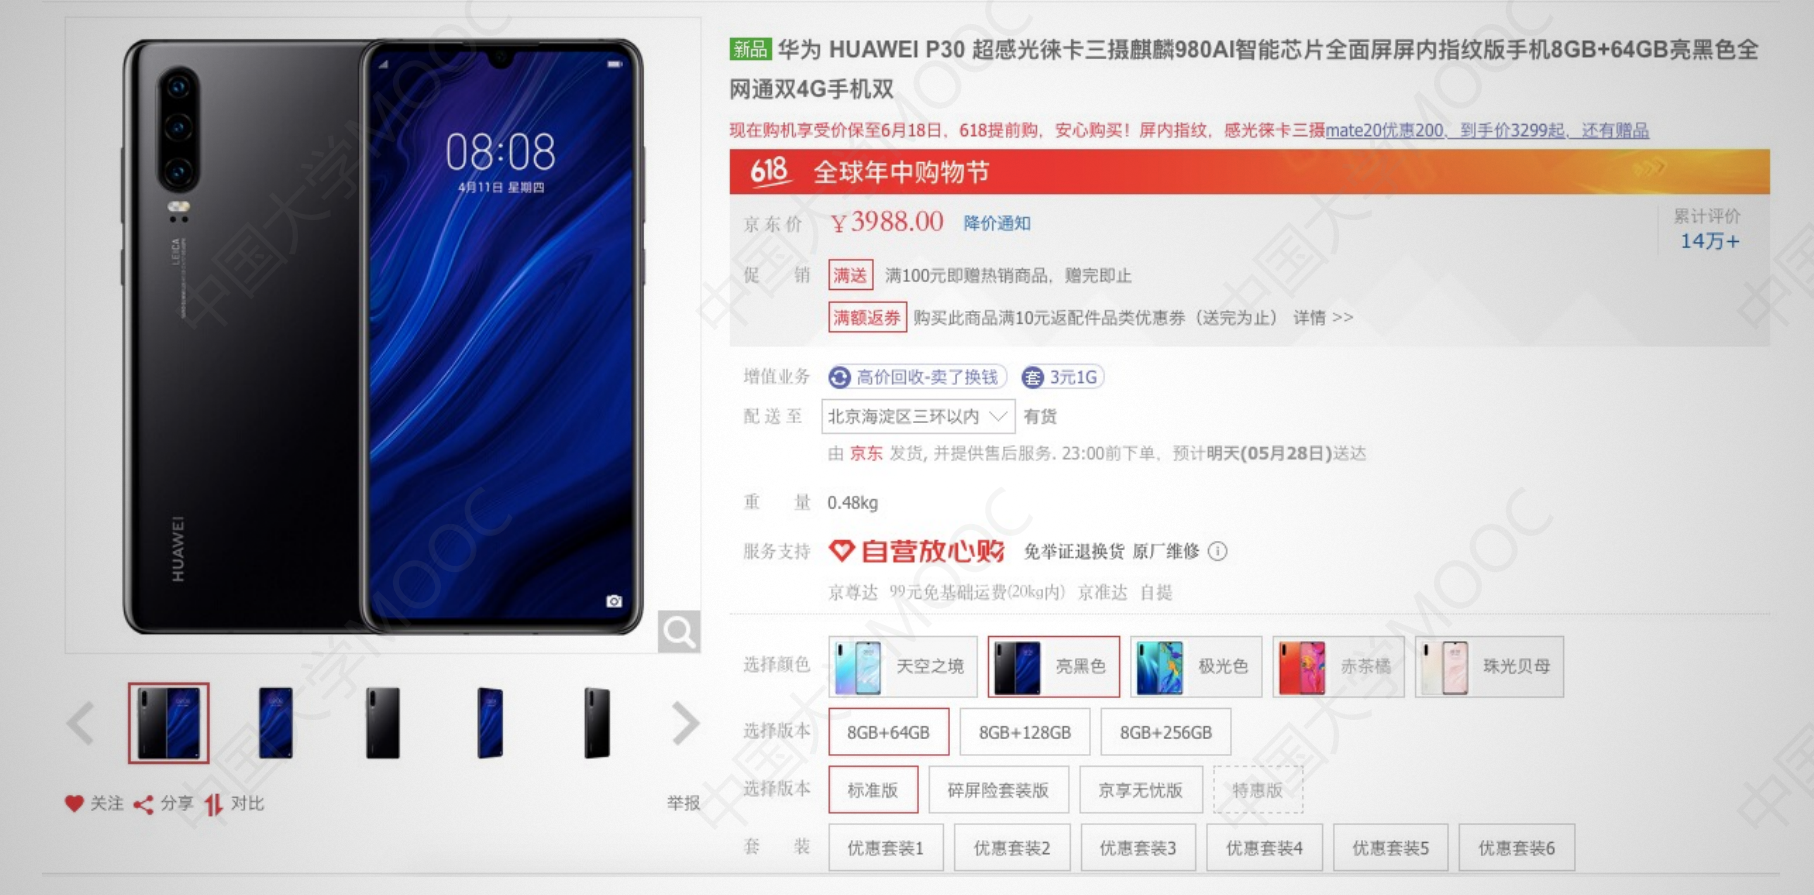 新品 华为 HUAWEI P30 超感光徕卡三摄麒麟980AI智能芯片全面屏屏内指纹版手机8GB+64GB亮黑色全
网通双4G手机双
现在购机享受价保至6月18日，618提前购，安心购买！屏内指纹，感光徕卡三摄mate20优惠200，到手价3299起，还有赠品
618 全球年中购物节
京东价 ￥3988.00 降价通知
累计评价
14万+
促销 满送 满100元即赠热销商品，赠完即止
满额返券 购买此商品满10元返配件品类优惠券（送完为止） 详情 >>
增值业务 高价回收-卖了换钱 套 3元1G
配送至 北京海淀区三环以内 有货
由 京东 发货, 并提供售后服务. 23:00前下单，预计明天(05月28日)送达
重量 0.48kg
服务支持 自营放心购 免举证退换货 原厂维修
京尊达 99元免基础运费(20kg内) 京准达 自提
选择颜色 天空之境 亮黑色 极光色 赤茶橘 珠光贝母
选择版本 8GB+64GB 8GB+128GB 8GB+256GB
选择版本 标准版 碎屏险套装版 京享无忧版 特惠版
套装 优惠套装1 优惠套装2 优惠套装3 优惠套装4 优惠套装5 优惠套装6
08:08
4月11日 星期四
LEICA
HUAWEI
关注 分享 对比 举报
中国大学MOOC